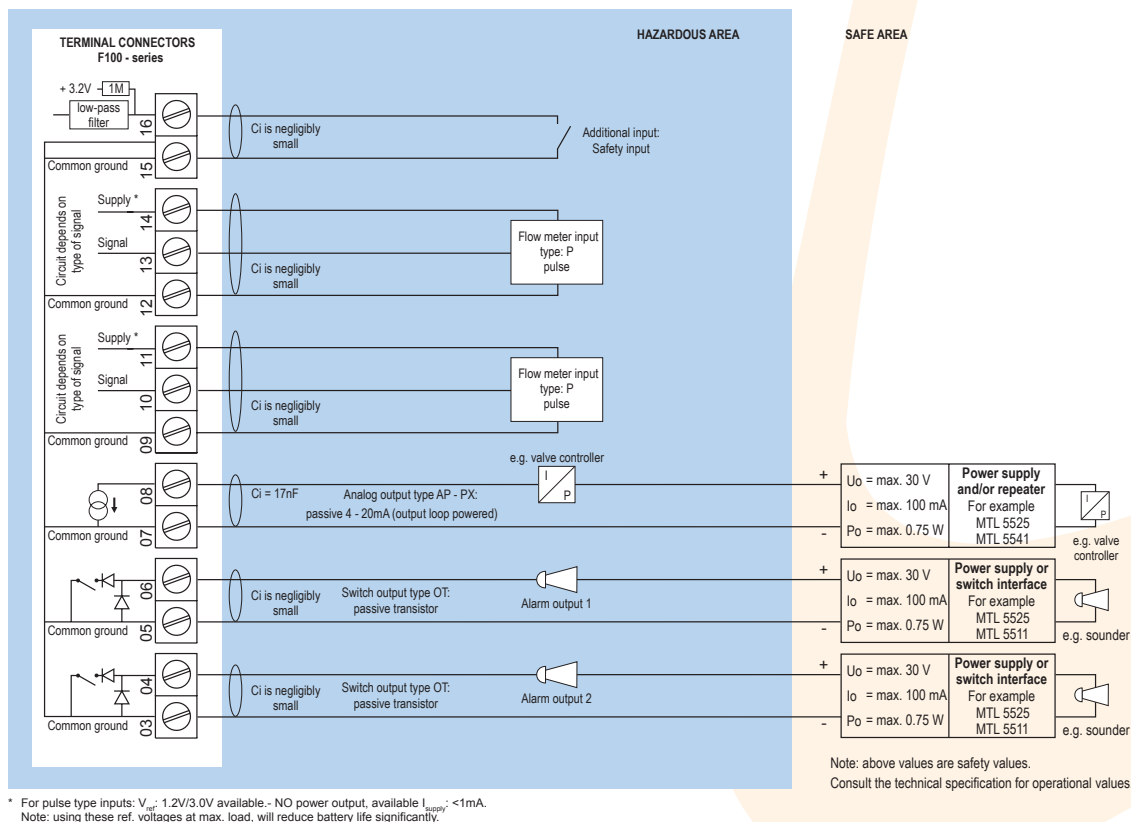 HAZARDOUS AREA
SAFE AREA
TERMINAL CONNECTORS
F100 - series
+ 3.2V
1M
low-pass
filter
16
Ci is negligibly
small
Additional input:
Safety input
Common ground
15
Circuit depends on
type of signal
Supply *
14
Signal
13
Flow meter input
type: P
pulse
Ci is negligibly
small
Common ground
12
Circuit depends on
type of signal
Supply *
11
Signal
10
Flow meter input
type: P
pulse
Ci is negligibly
small
Common ground
09
e.g. valve controller
I
P
08
Ci = 17nF
Analog output type AP - PX:
passive 4 - 20mA (output loop powered)
Common ground
07
+
-
Uo = max. 30 V
Io = max. 100 mA
Po = max. 0.75 W
Power supply
and/or repeater
For example
MTL 5525
MTL 5541
I
P
e.g. valve
controller
06
Ci is negligibly
small
Switch output type OT:
passive transistor
Alarm output 1
Common ground
05
+
-
Uo = max. 30 V
Io = max. 100 mA
Po = max. 0.75 W
Power supply or
switch interface
For example
MTL 5525
MTL 5511
e.g. sounder
04
Ci is negligibly
small
Switch output type OT:
passive transistor
Alarm output 2
Common ground
03
+
-
Uo = max. 30 V
Io = max. 100 mA
Po = max. 0.75 W
Power supply or
switch interface
For example
MTL 5525
MTL 5511
e.g. sounder
Note: above values are safety values.
Consult the technical specification for operational values
* For pulse type inputs: Vref: 1.2V/3.0V available.- NO power output, available Isupply: <1mA.
Note: using these ref. voltages at max. load, will reduce battery life significantly.